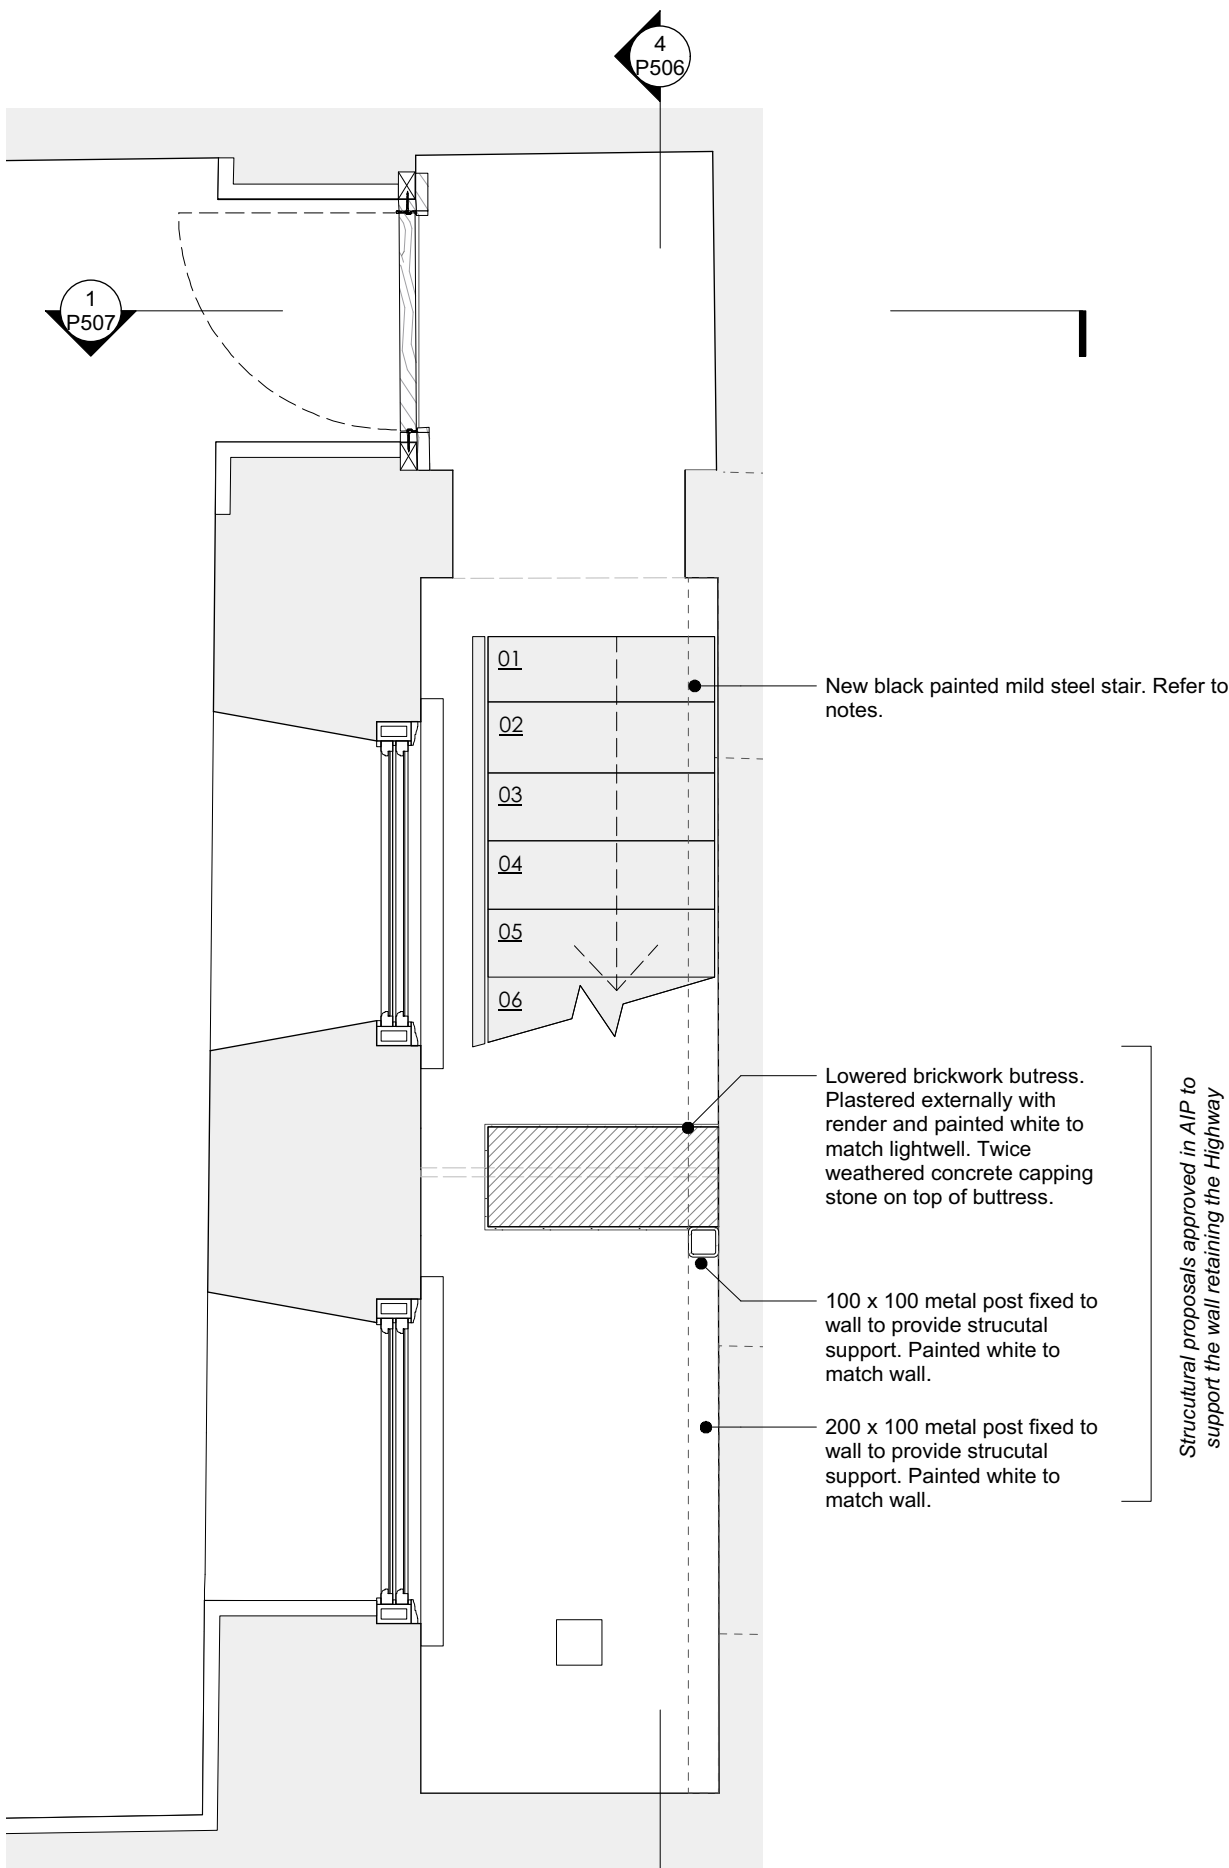 4
P506
1
P507
01
02
03
04
05
06
New black painted mild steel stair. Refer to
notes.
Lowered brickwork butress.
Plastered externally with
render and painted white to
match lightwell. Twice
weathered concrete capping
stone on top of buttress.
100 x 100 metal post fixed to
wall to provide strucutal
support. Painted white to
match wall.
200 x 100 metal post fixed to
wall to provide strucutal
support. Painted white to
match wall.
Strucutural proposals approved in AIP to
support the wall retaining the Highway